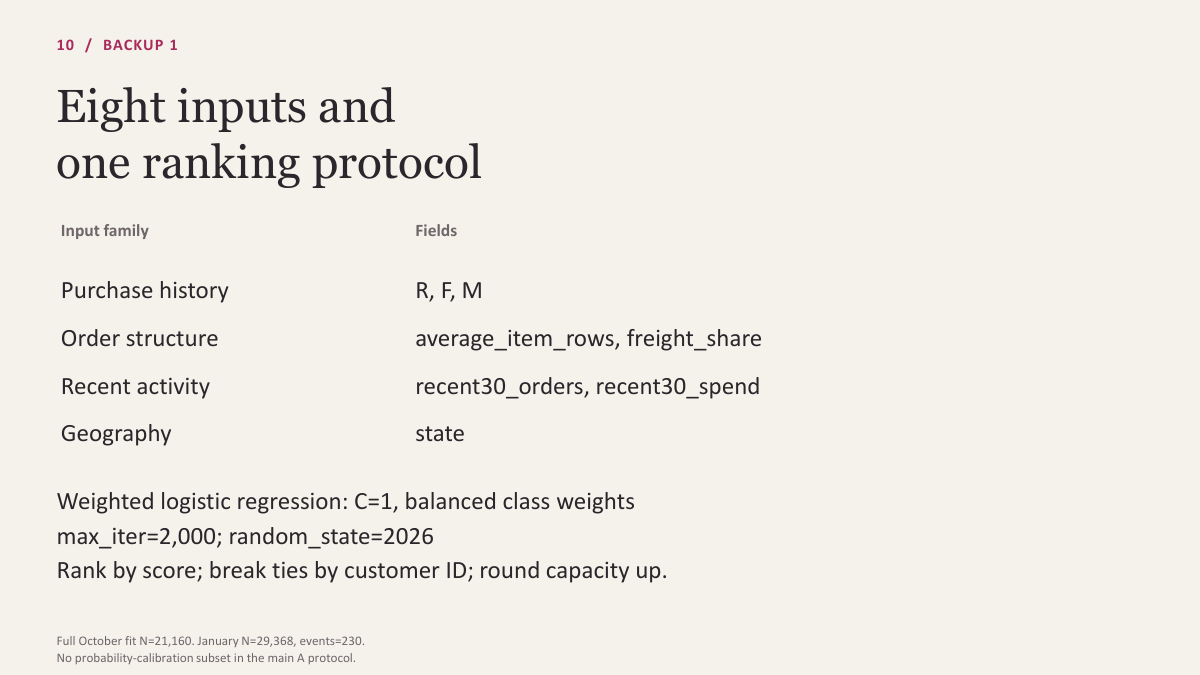 10 / BACKUP 1
Eight inputs and
one ranking protocol
Input family Fields
Purchase history R, F, M
Order structure average_item_rows, freight_share
Recent activity recent30_orders, recent30_spend
Geography state
Weighted logistic regression: C=1, balanced class weights
max_iter=2,000; random_state=2026
Rank by score; break ties by customer ID; round capacity up.
Full October fit N=21,160. January N=29,368, events=230.
No probability-calibration subset in the main A protocol.